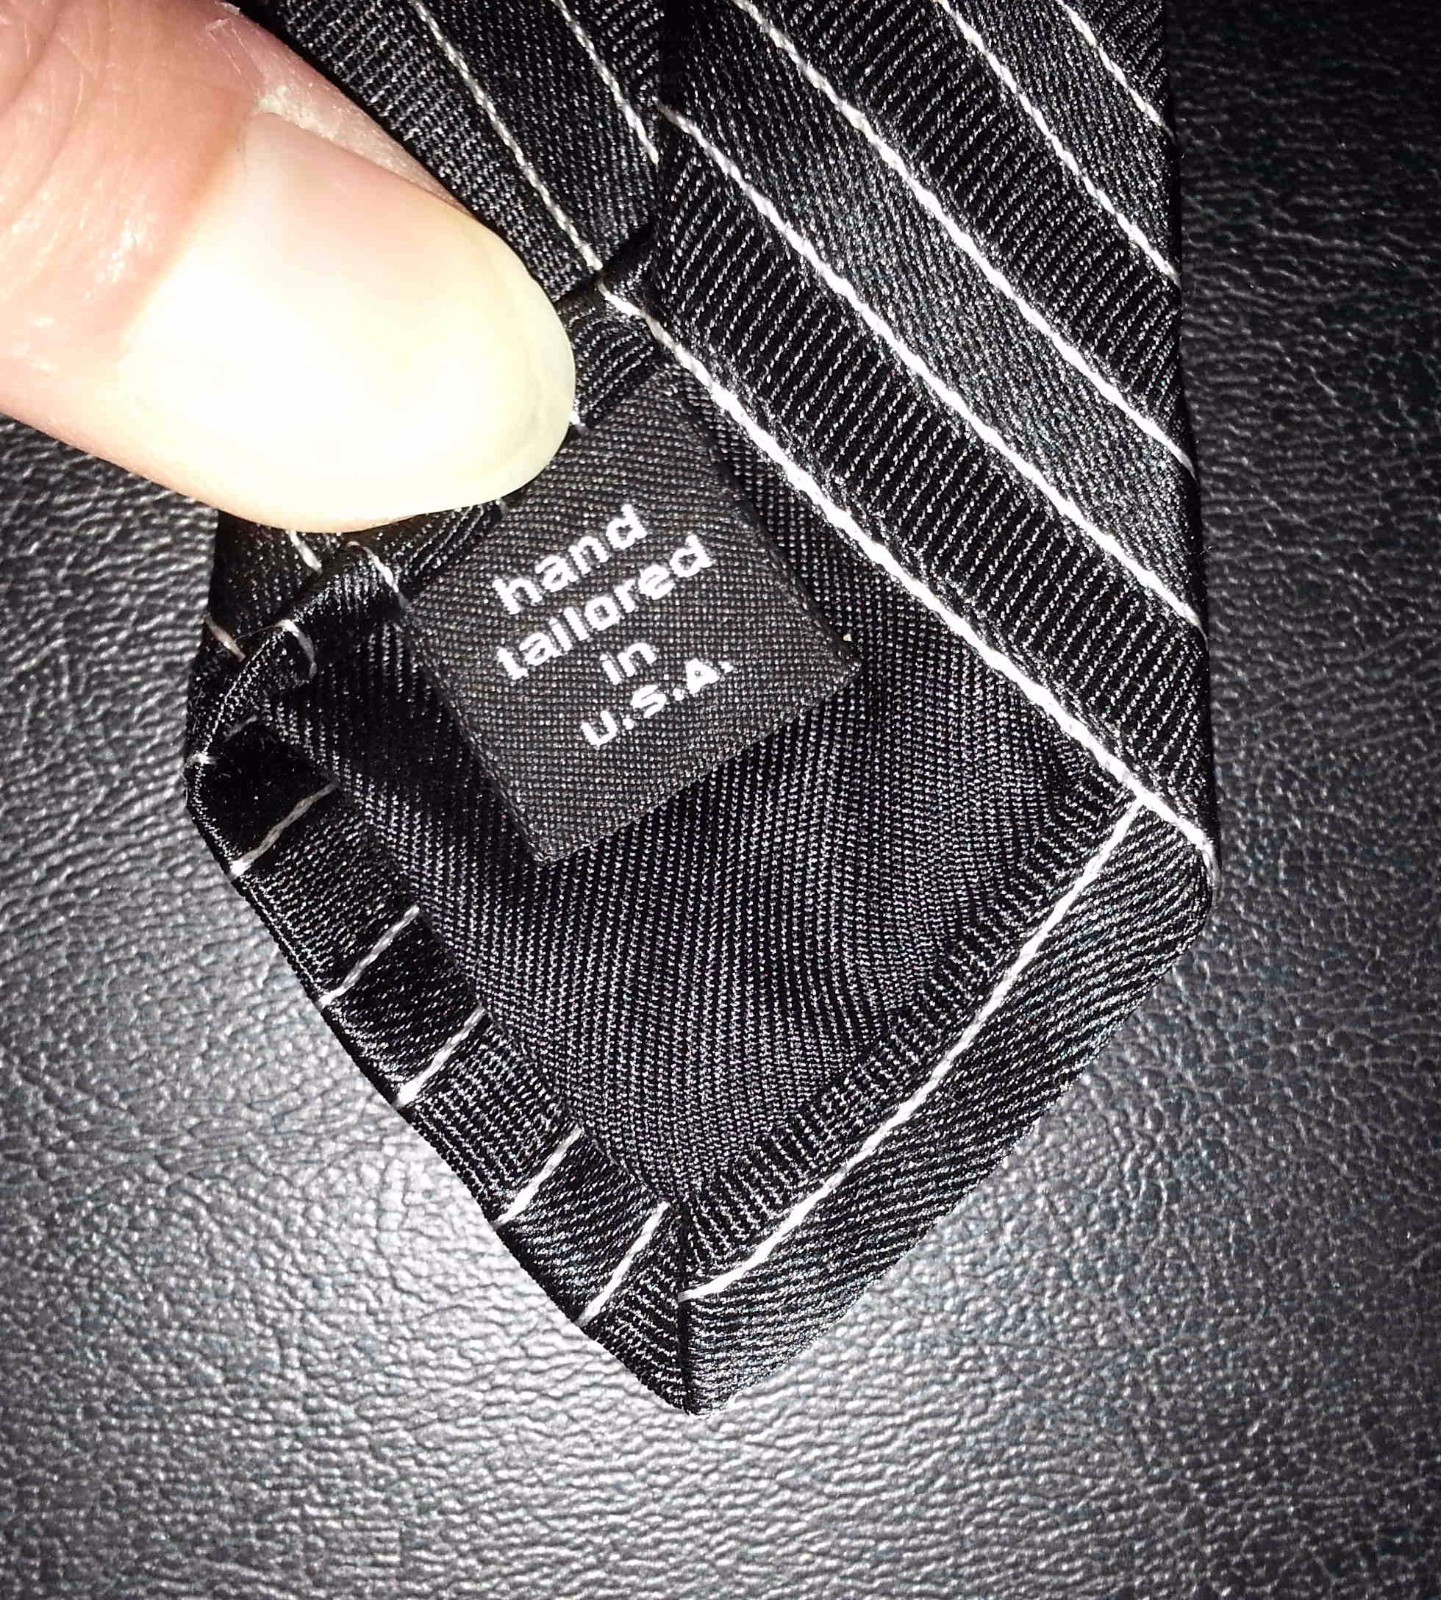 hand
tailored
in
U.S.A.